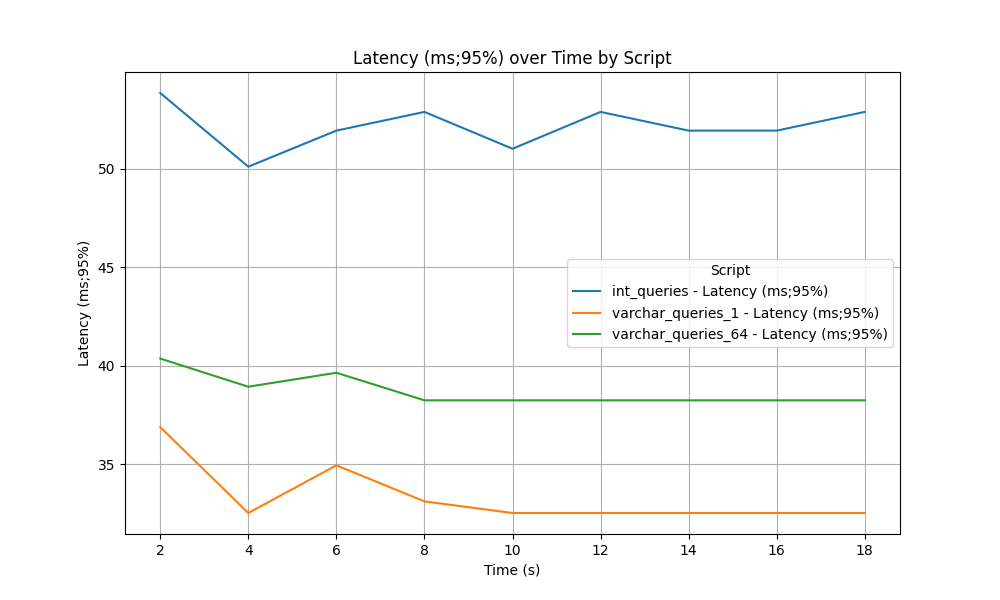 Latency (ms;95%) over Time by Script
Latency (ms;95%)
50
45
40
35
Script
int_queries - Latency (ms;95%)
varchar_queries_1 - Latency (ms;95%)
varchar_queries_64 - Latency (ms;95%)
2 4 6 8 10 12 14 16 18
Time (s)